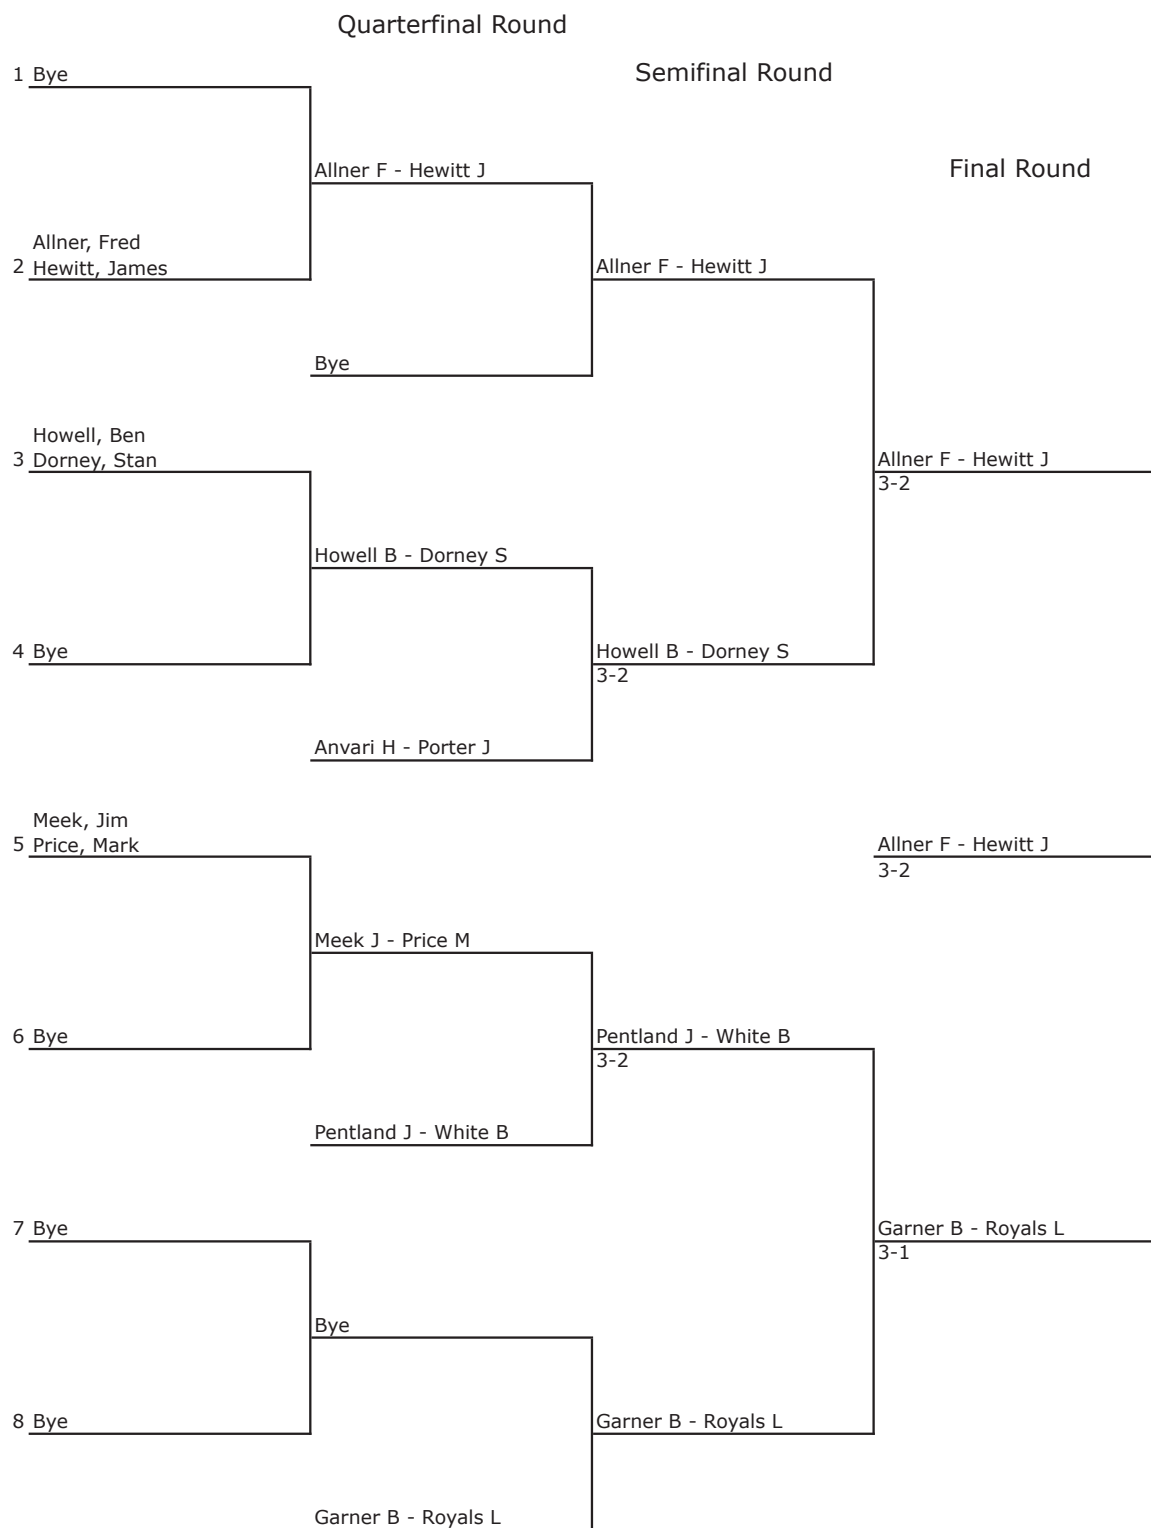 Quarterfinal Round
Semifinal Round
Final Round
1 Bye
Allner F - Hewitt J
Allner, Fred
2 Hewitt, James
Allner F - Hewitt J
Bye
Howell, Ben
3 Dorney, Stan
Allner F - Hewitt J
3-2
Howell B - Dorney S
4 Bye
Howell B - Dorney S
3-2
Anvari H - Porter J
Meek, Jim
5 Price, Mark
Allner F - Hewitt J
3-2
Meek J - Price M
6 Bye
Pentland J - White B
3-2
Pentland J - White B
7 Bye
Garner B - Royals L
3-1
Bye
8 Bye
Garner B - Royals L
Garner B - Royals L